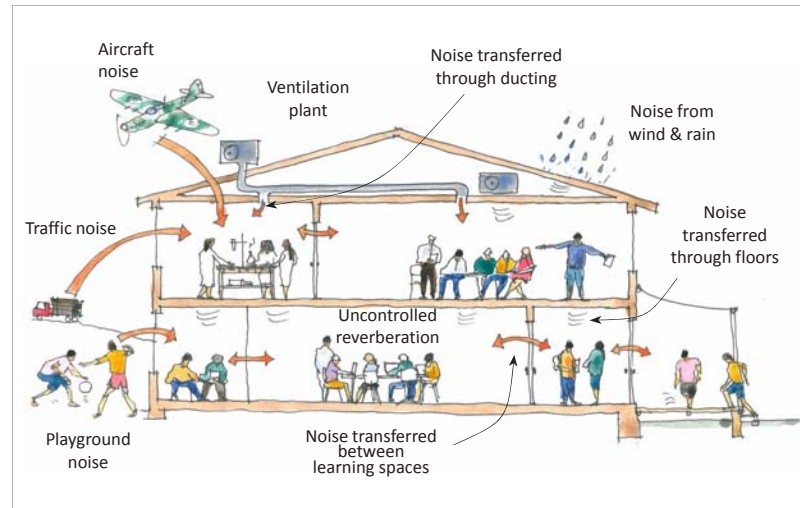 Aircraft
noise
Noise transferred
through ducting
Ventilation
plant
Noise from
wind & rain
Traffic noise
Noise
transferred
through floors
Uncontrolled
reverberation
Playground
noise
Noise transferred
between
learning spaces